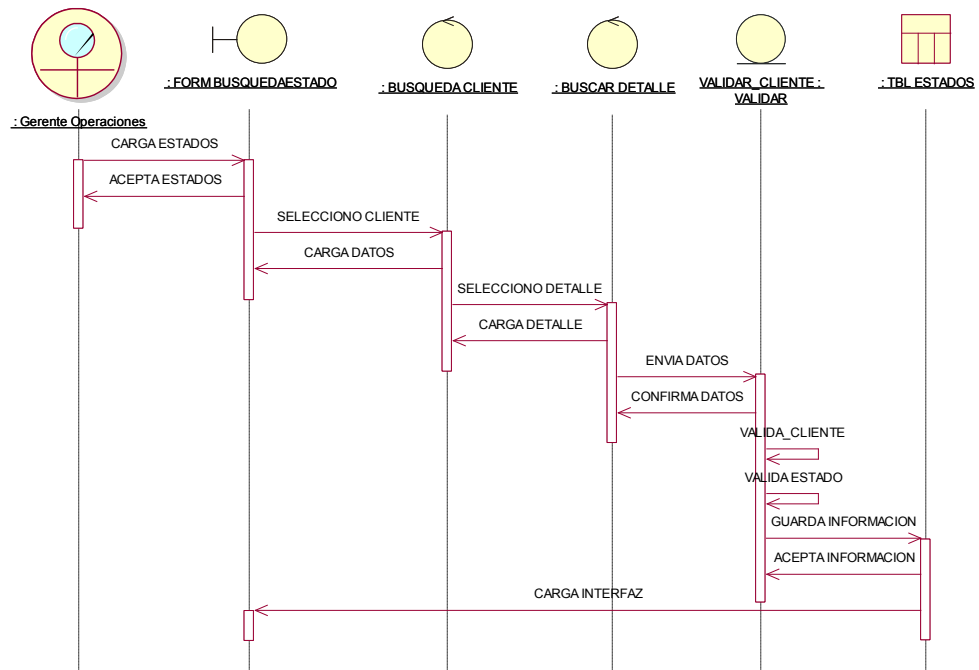 : FORM BUSQUEDAESTADO
: BUSQUEDA CLIENTE
: BUSCAR DETALLE
VALIDAR_CLIENTE :
VALIDAR
: TBL ESTADOS
: Gerente Operaciones
CARGA ESTADOS
ACEPTA ESTADOS
SELECCIONO CLIENTE
CARGA DATOS
SELECCIONO DETALLE
CARGA DETALLE
ENVIA DATOS
CONFIRMA DATOS
VALIDA_CLIENTE
VALIDA ESTADO
GUARDA INFORMACION
ACEPTA INFORMACION
CARGA INTERFAZ